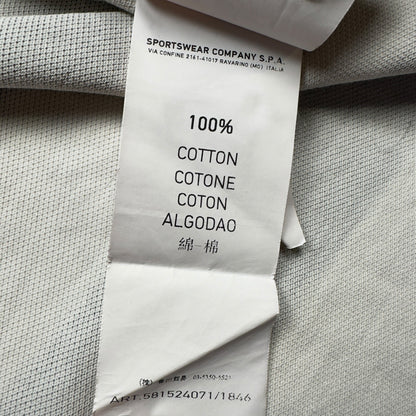 SPORTSWEAR COMPANY S.P.A.
VIA CONFINE 2161-41017 RAVARINO (MO) ITALIA
100%
COTTON
COTONE
COTON
ALGODAO
綿-棉
ART.581524071/1846